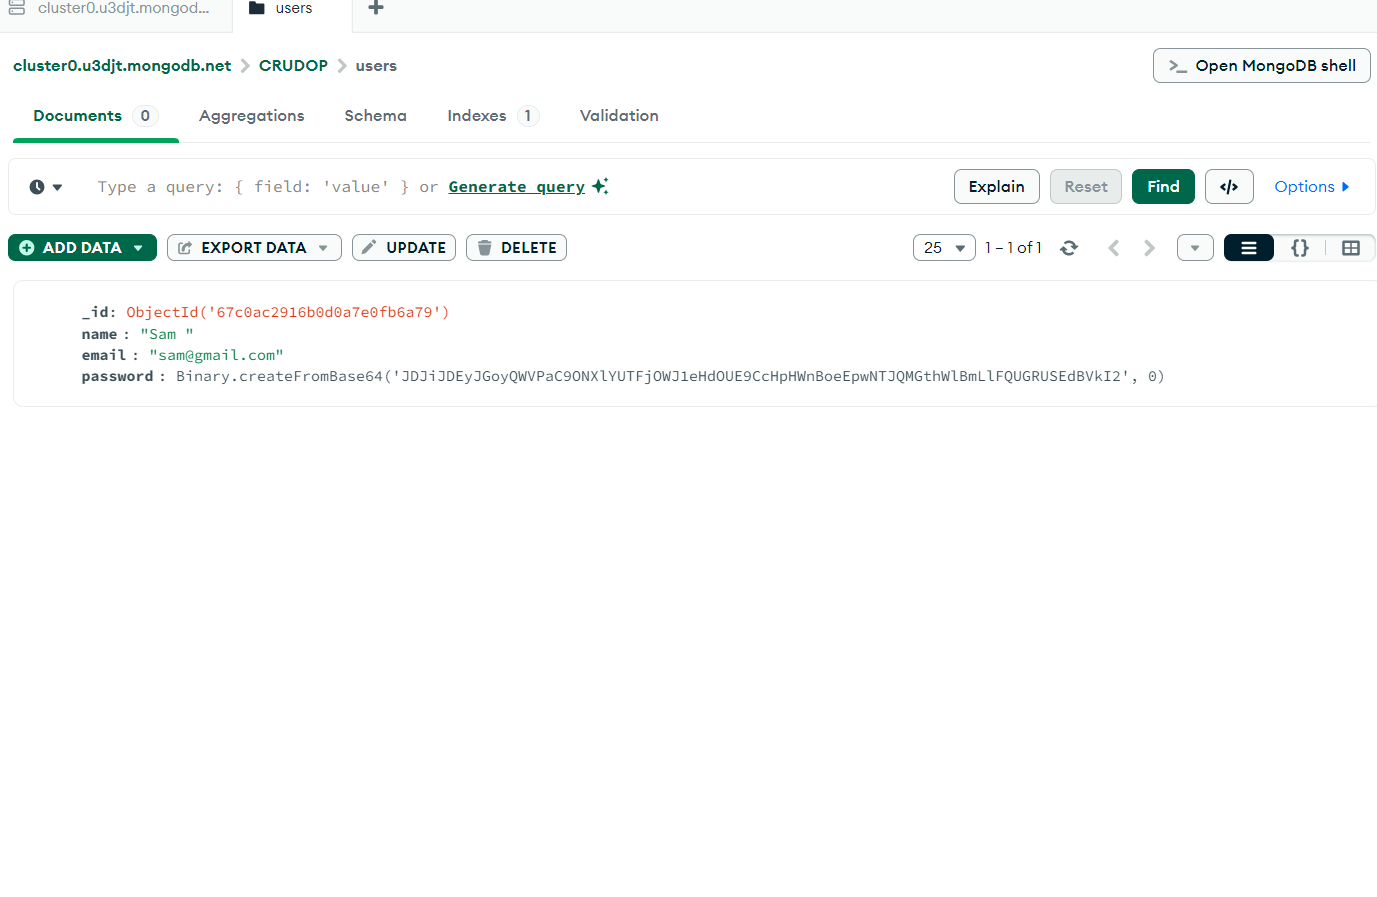 cluster0.u3djt.mongod... users
cluster0.u3djt.mongodb.net CRUDOP users
>_ Open MongoDB shell
Documents 0 Aggregations Schema Indexes 1 Validation
Type a query: { field: 'value' } or Generate query
Explain Reset Find </> Options
ADD DATA EXPORT DATA UPDATE DELETE
25 1 – 1 of 1 {}
_id: ObjectId('67c0ac2916b0d0a7e0fb6a79')
name : "Sam "
email : "sam@gmail.com"
password : Binary.createFromBase64('JDJiJDEyJGoyQWVPaC9ONXlYUTFjOWJ1eHdOUE9CcHpHWnBoeEpwNTJQMGthWlBmLlFQUGRUSEdBVkI2', 0)